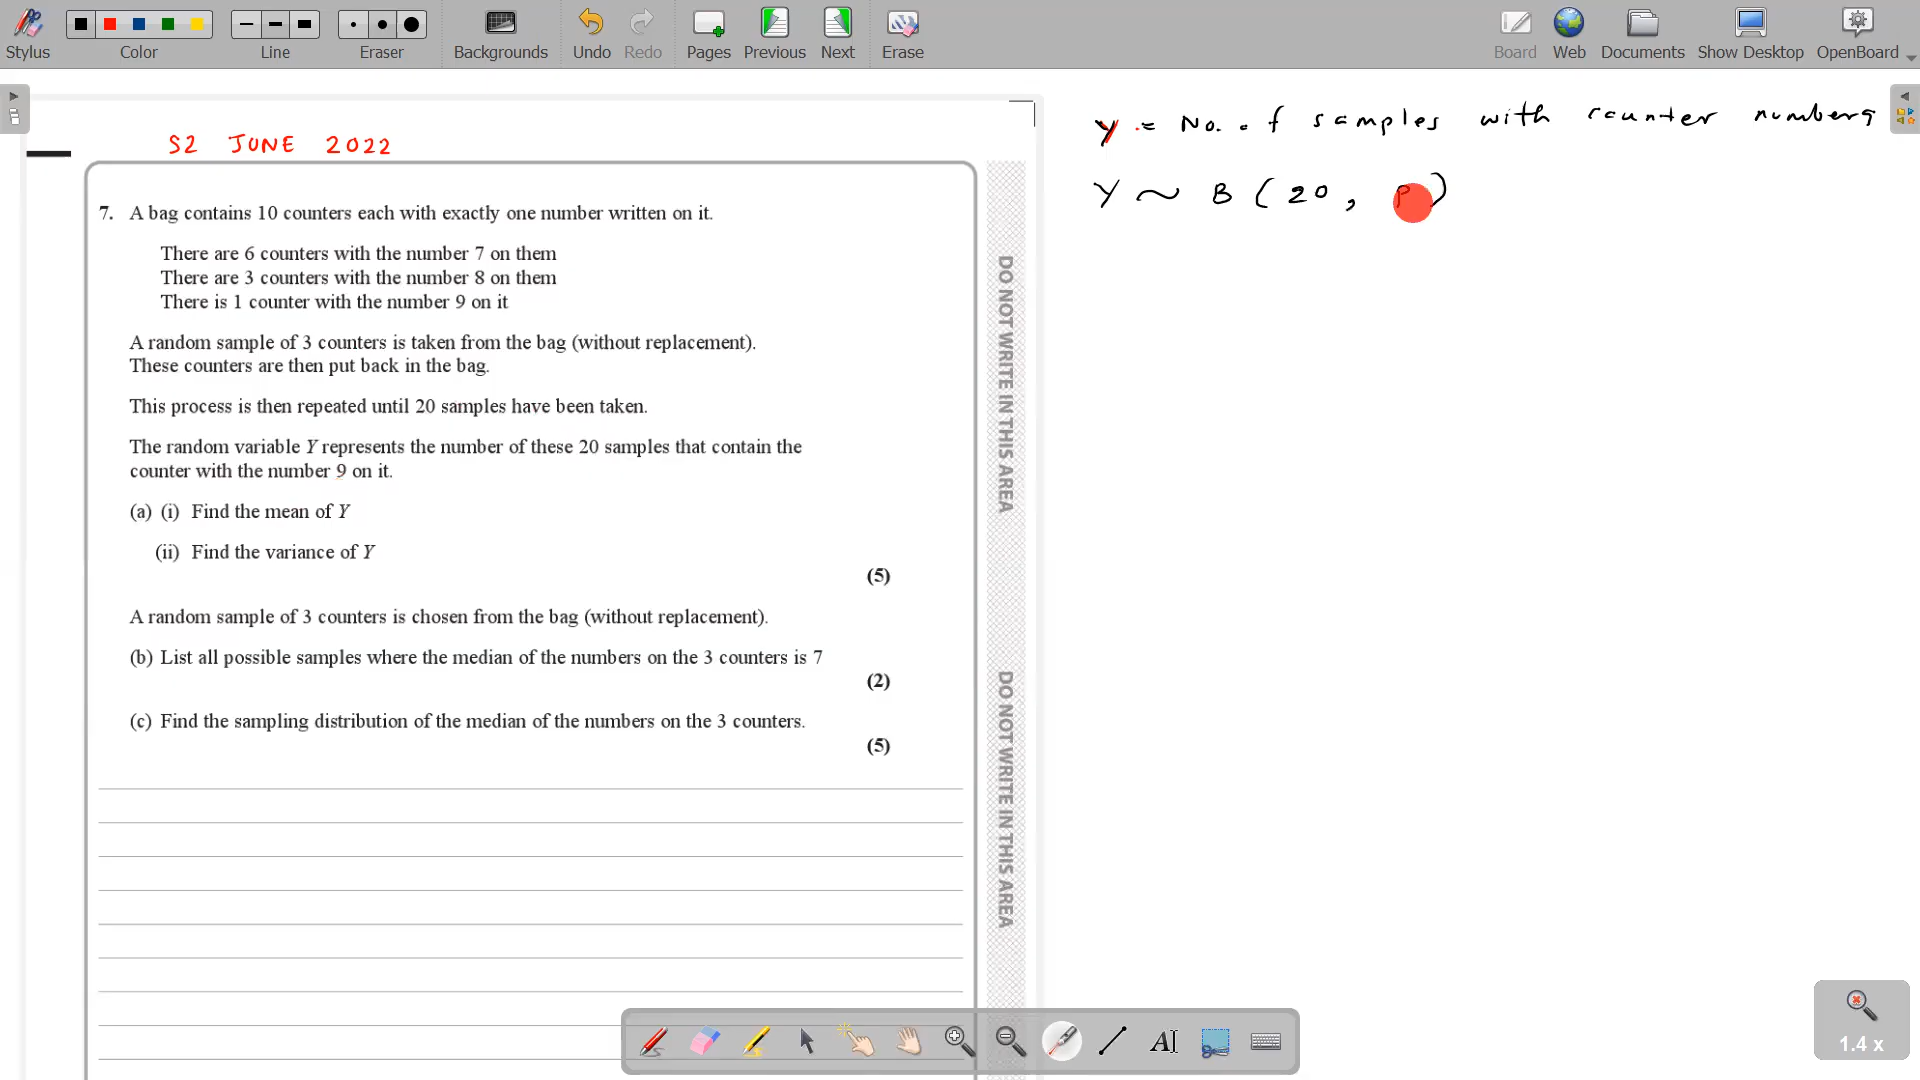 Stylus
Color
Line
Eraser
Backgrounds
Undo
Redo
Pages
Previous
Next
Erase
Board
Web
Documents
Show Desktop
OpenBoard
S2 JUNE 2022
7. A bag contains 10 counters each with exactly one number written on it.
There are 6 counters with the number 7 on them
There are 3 counters with the number 8 on them
There is 1 counter with the number 9 on it
A random sample of 3 counters is taken from the bag (without replacement).
These counters are then put back in the bag.
This process is then repeated until 20 samples have been taken.
The random variable Y represents the number of these 20 samples that contain the
counter with the number 9 on it.
(a) (i) Find the mean of Y
(ii) Find the variance of Y
(5)
A random sample of 3 counters is chosen from the bag (without replacement).
(b) List all possible samples where the median of the numbers on the 3 counters is 7
(2)
(c) Find the sampling distribution of the median of the numbers on the 3 counters.
(5)
DO NOT WRITE IN THIS AREA
DO NOT WRITE IN THIS AREA
Y = No. of samples with counter number 9
Y ~ B ( 20 , P )
AI
1.4 x